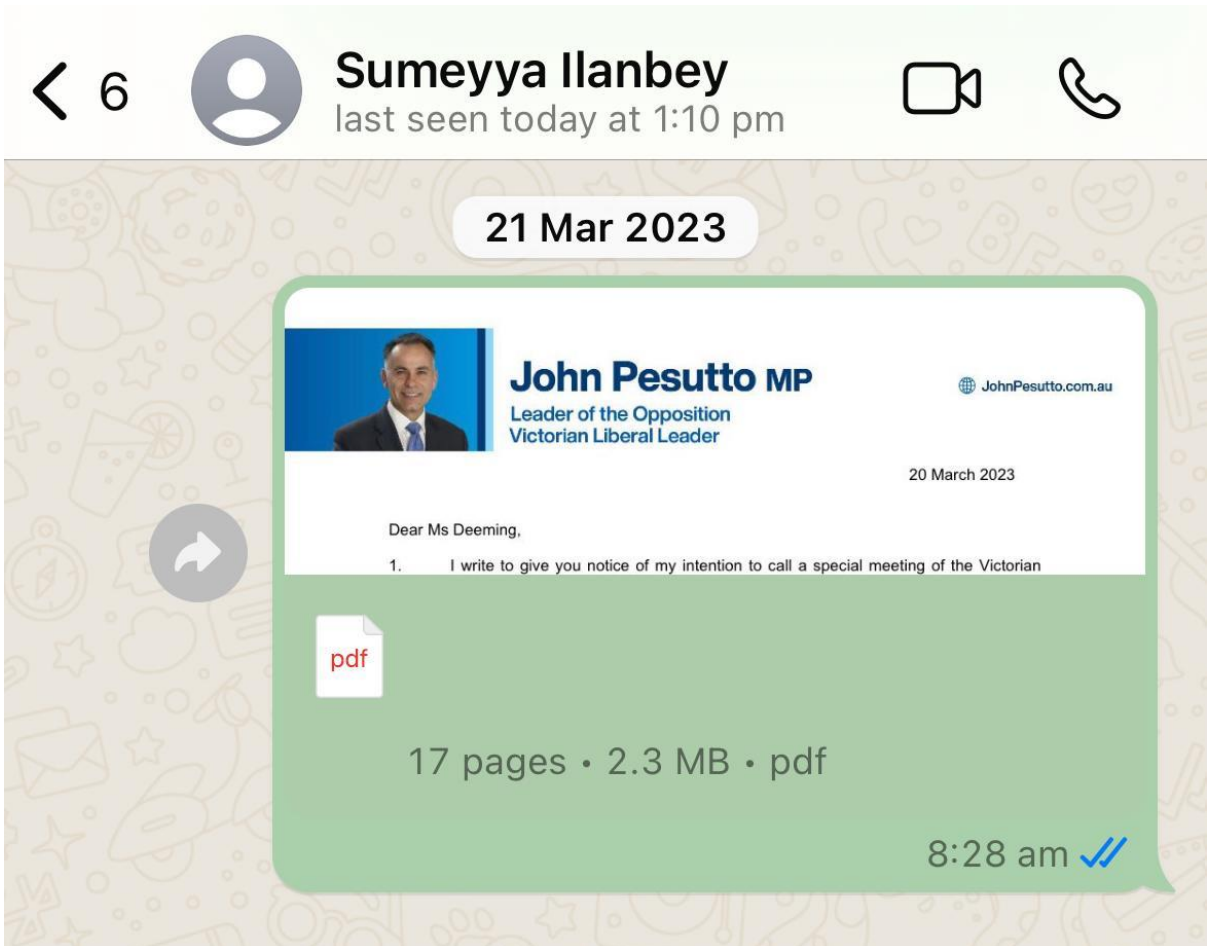 6
Sumeyya Ilanbey
last seen today at 1:10 pm
21 Mar 2023
John Pesutto MP
JohnPesutto.com.au
Leader of the Opposition
Victorian Liberal Leader
20 March 2023
Dear Ms Deeming,
1. I write to give you notice of my intention to call a special meeting of the Victorian
pdf
17 pages • 2.3 MB • pdf
8:28 am